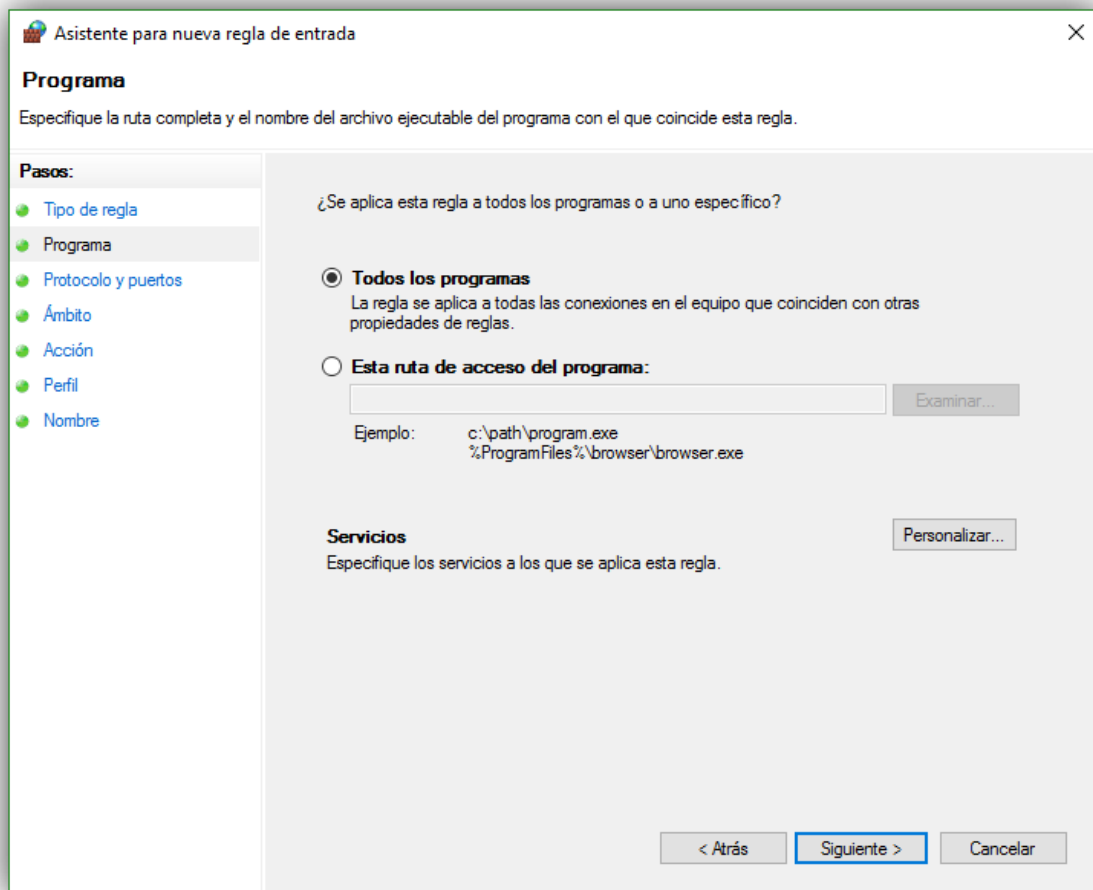 Asistente para nueva regla de entrada
Programa
Especifique la ruta completa y el nombre del archivo ejecutable del programa con el que coincide esta regla.
Pasos:
Tipo de regla
Programa
Protocolo y puertos
Ámbito
Acción
Perfil
Nombre
¿Se aplica esta regla a todos los programas o a uno específico?
Todos los programas
La regla se aplica a todas las conexiones en el equipo que coinciden con otras
propiedades de reglas.
Esta ruta de acceso del programa:
Examinar...
Ejemplo: c:\path\program.exe
%ProgramFiles%\browser\browser.exe
Servicios
Personalizar...
Especifique los servicios a los que se aplica esta regla.
< Atrás Siguiente > Cancelar